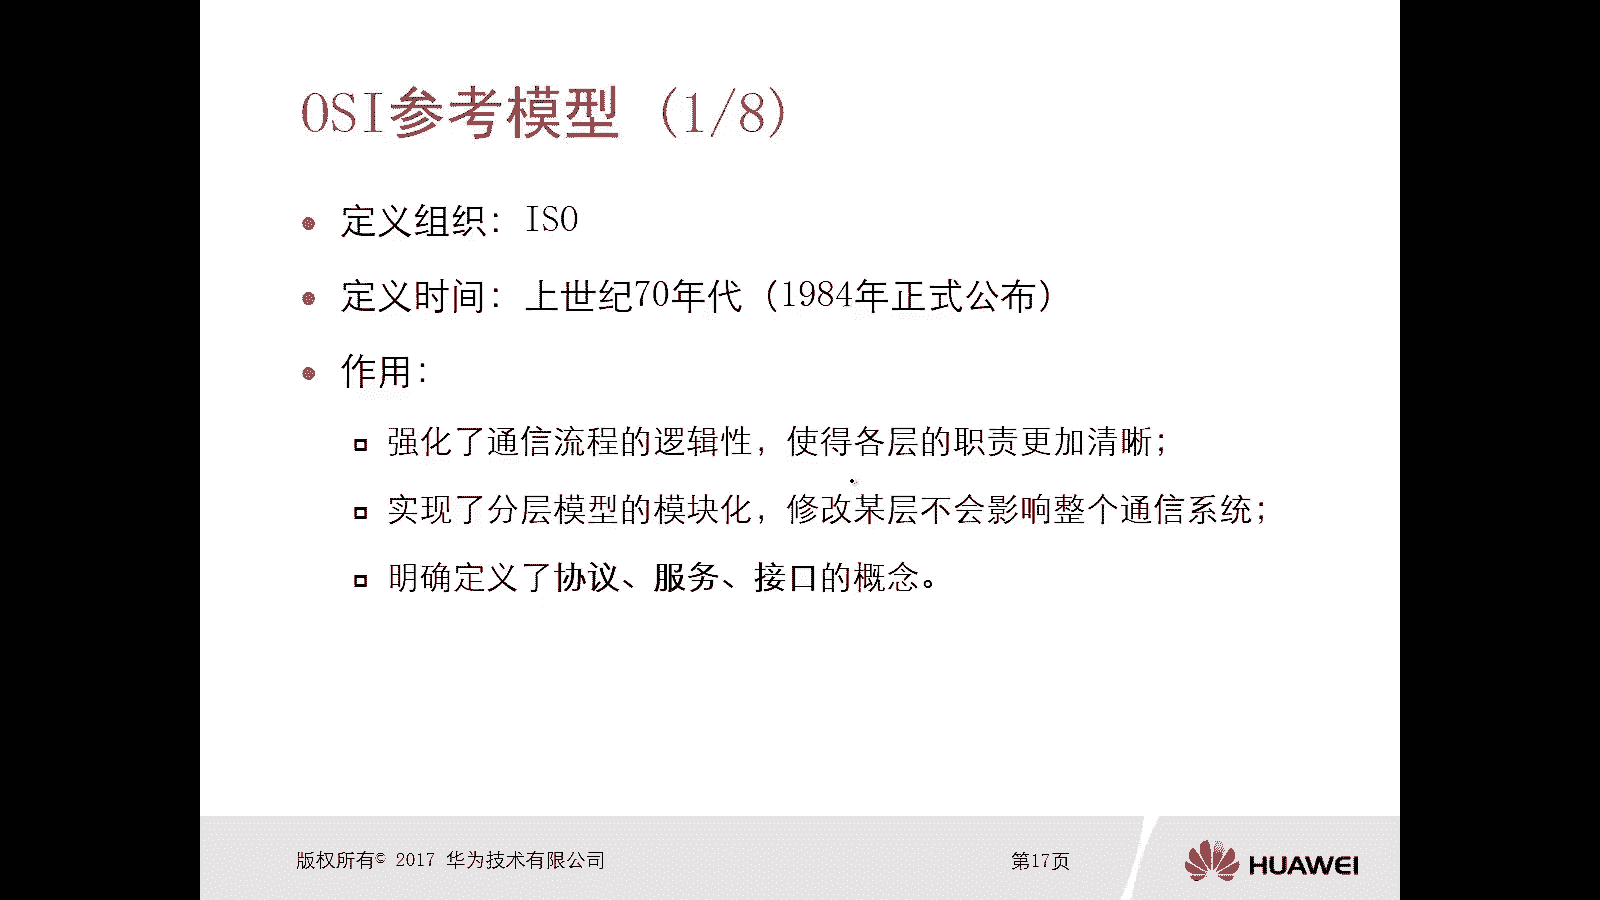 OSI参考模型（1/8）
定义组织：ISO
定义时间：上世纪70年代（1984年正式公布）
作用：
强化了通信流程的逻辑性，使得各层的职责更加清晰；
实现了分层模型的模块化，修改某层不会影响整个通信系统；
明确定义了协议、服务、接口的概念。
版权所有© 2017 华为技术有限公司
第17页
HUAWEI